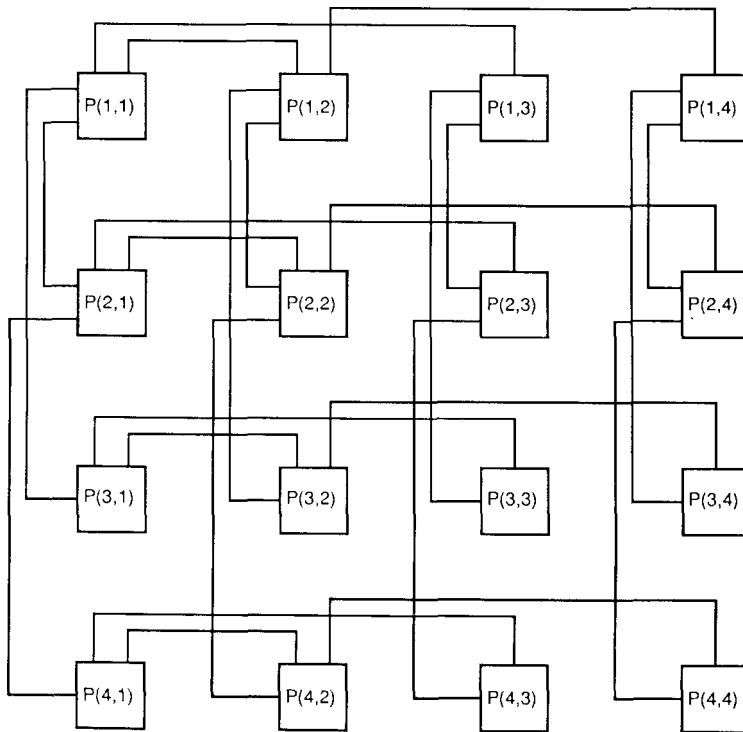 P(1,1) P(1,2) P(1,3) P(1,4)
P(2,1) P(2,2) P(2,3) P(2,4)
P(3,1) P(3,2) P(3,3) P(3,4)
P(4,1) P(4,2) P(4,3) P(4,4)